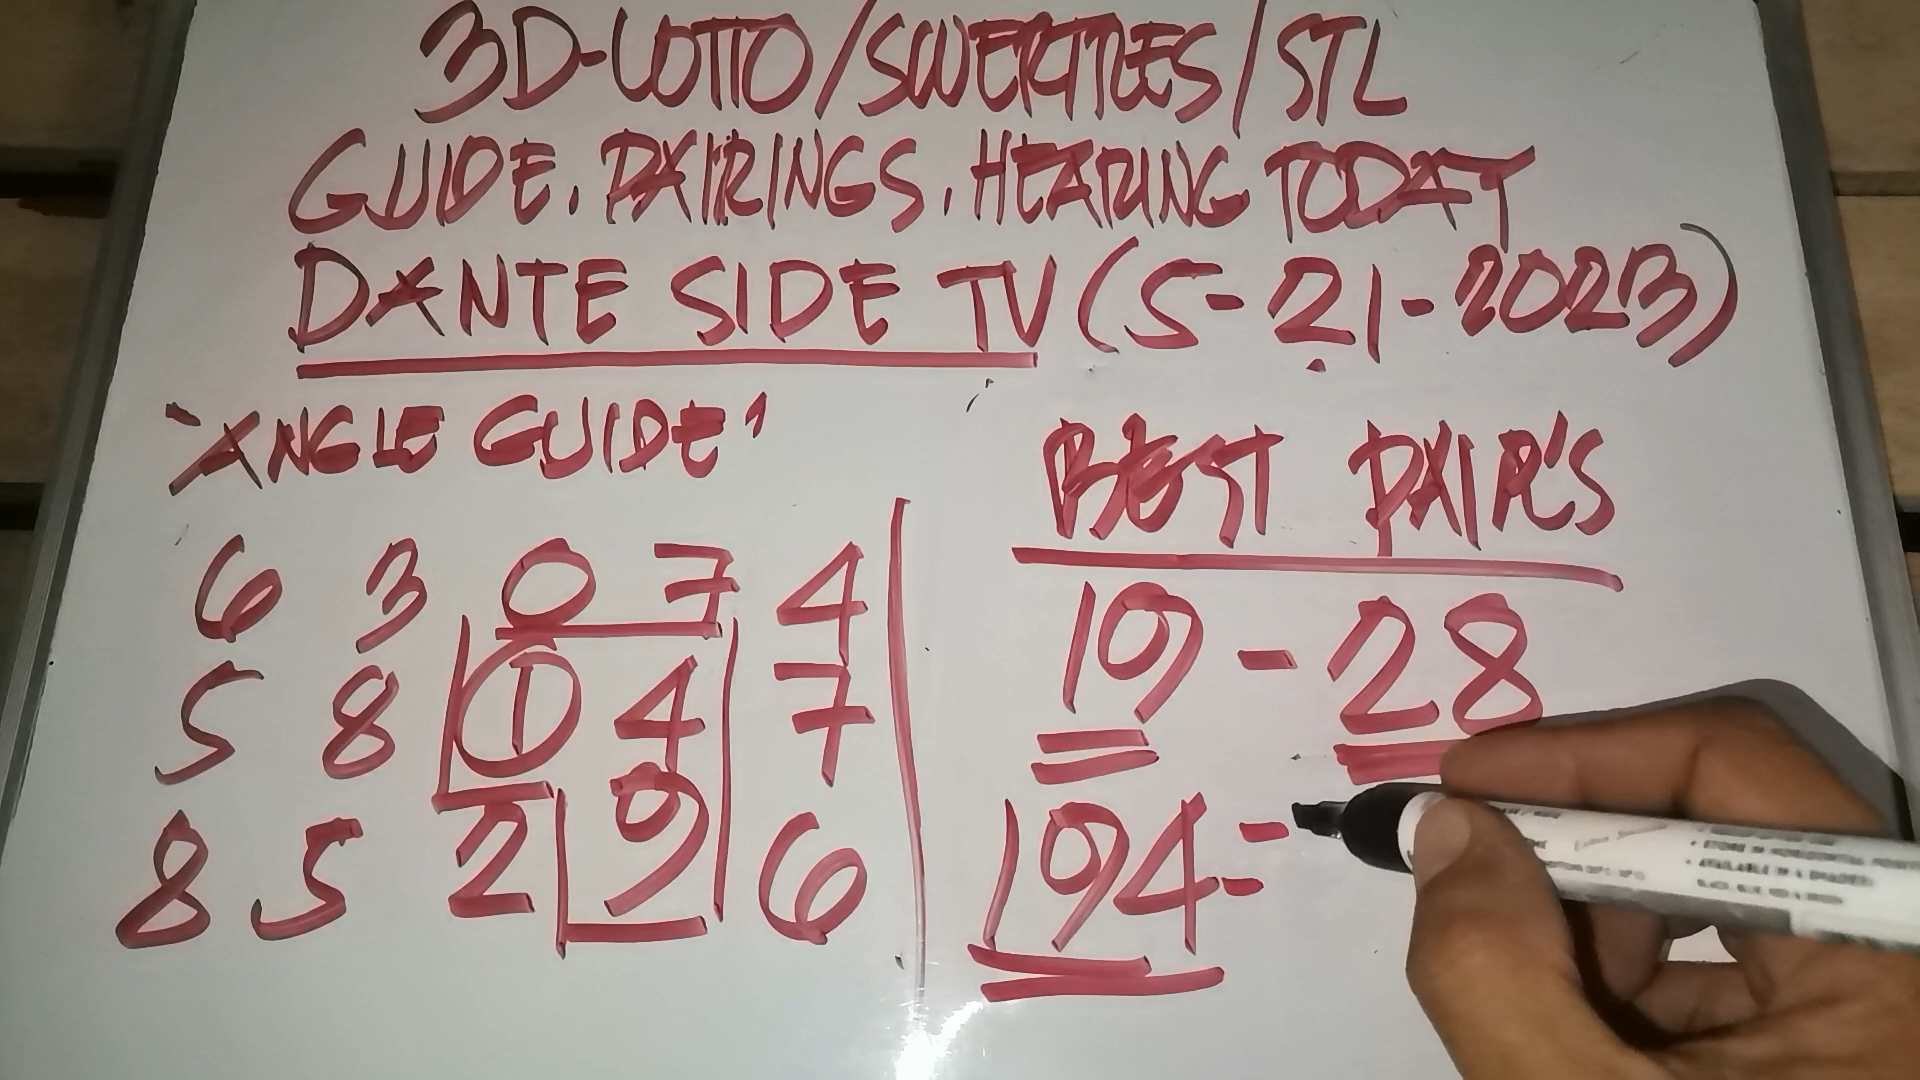 3D-LOTTO/SWERTRES/STL
GUIDE, PAIRINGS, HEARING TODAY
DANTE SIDE TV (5-21-2023)
"ANGLE GUIDE"
6 3 0 7 4
5 8 1 4 7
8 5 2 9 6
BEST PAIR'S
19 - 28
194 =